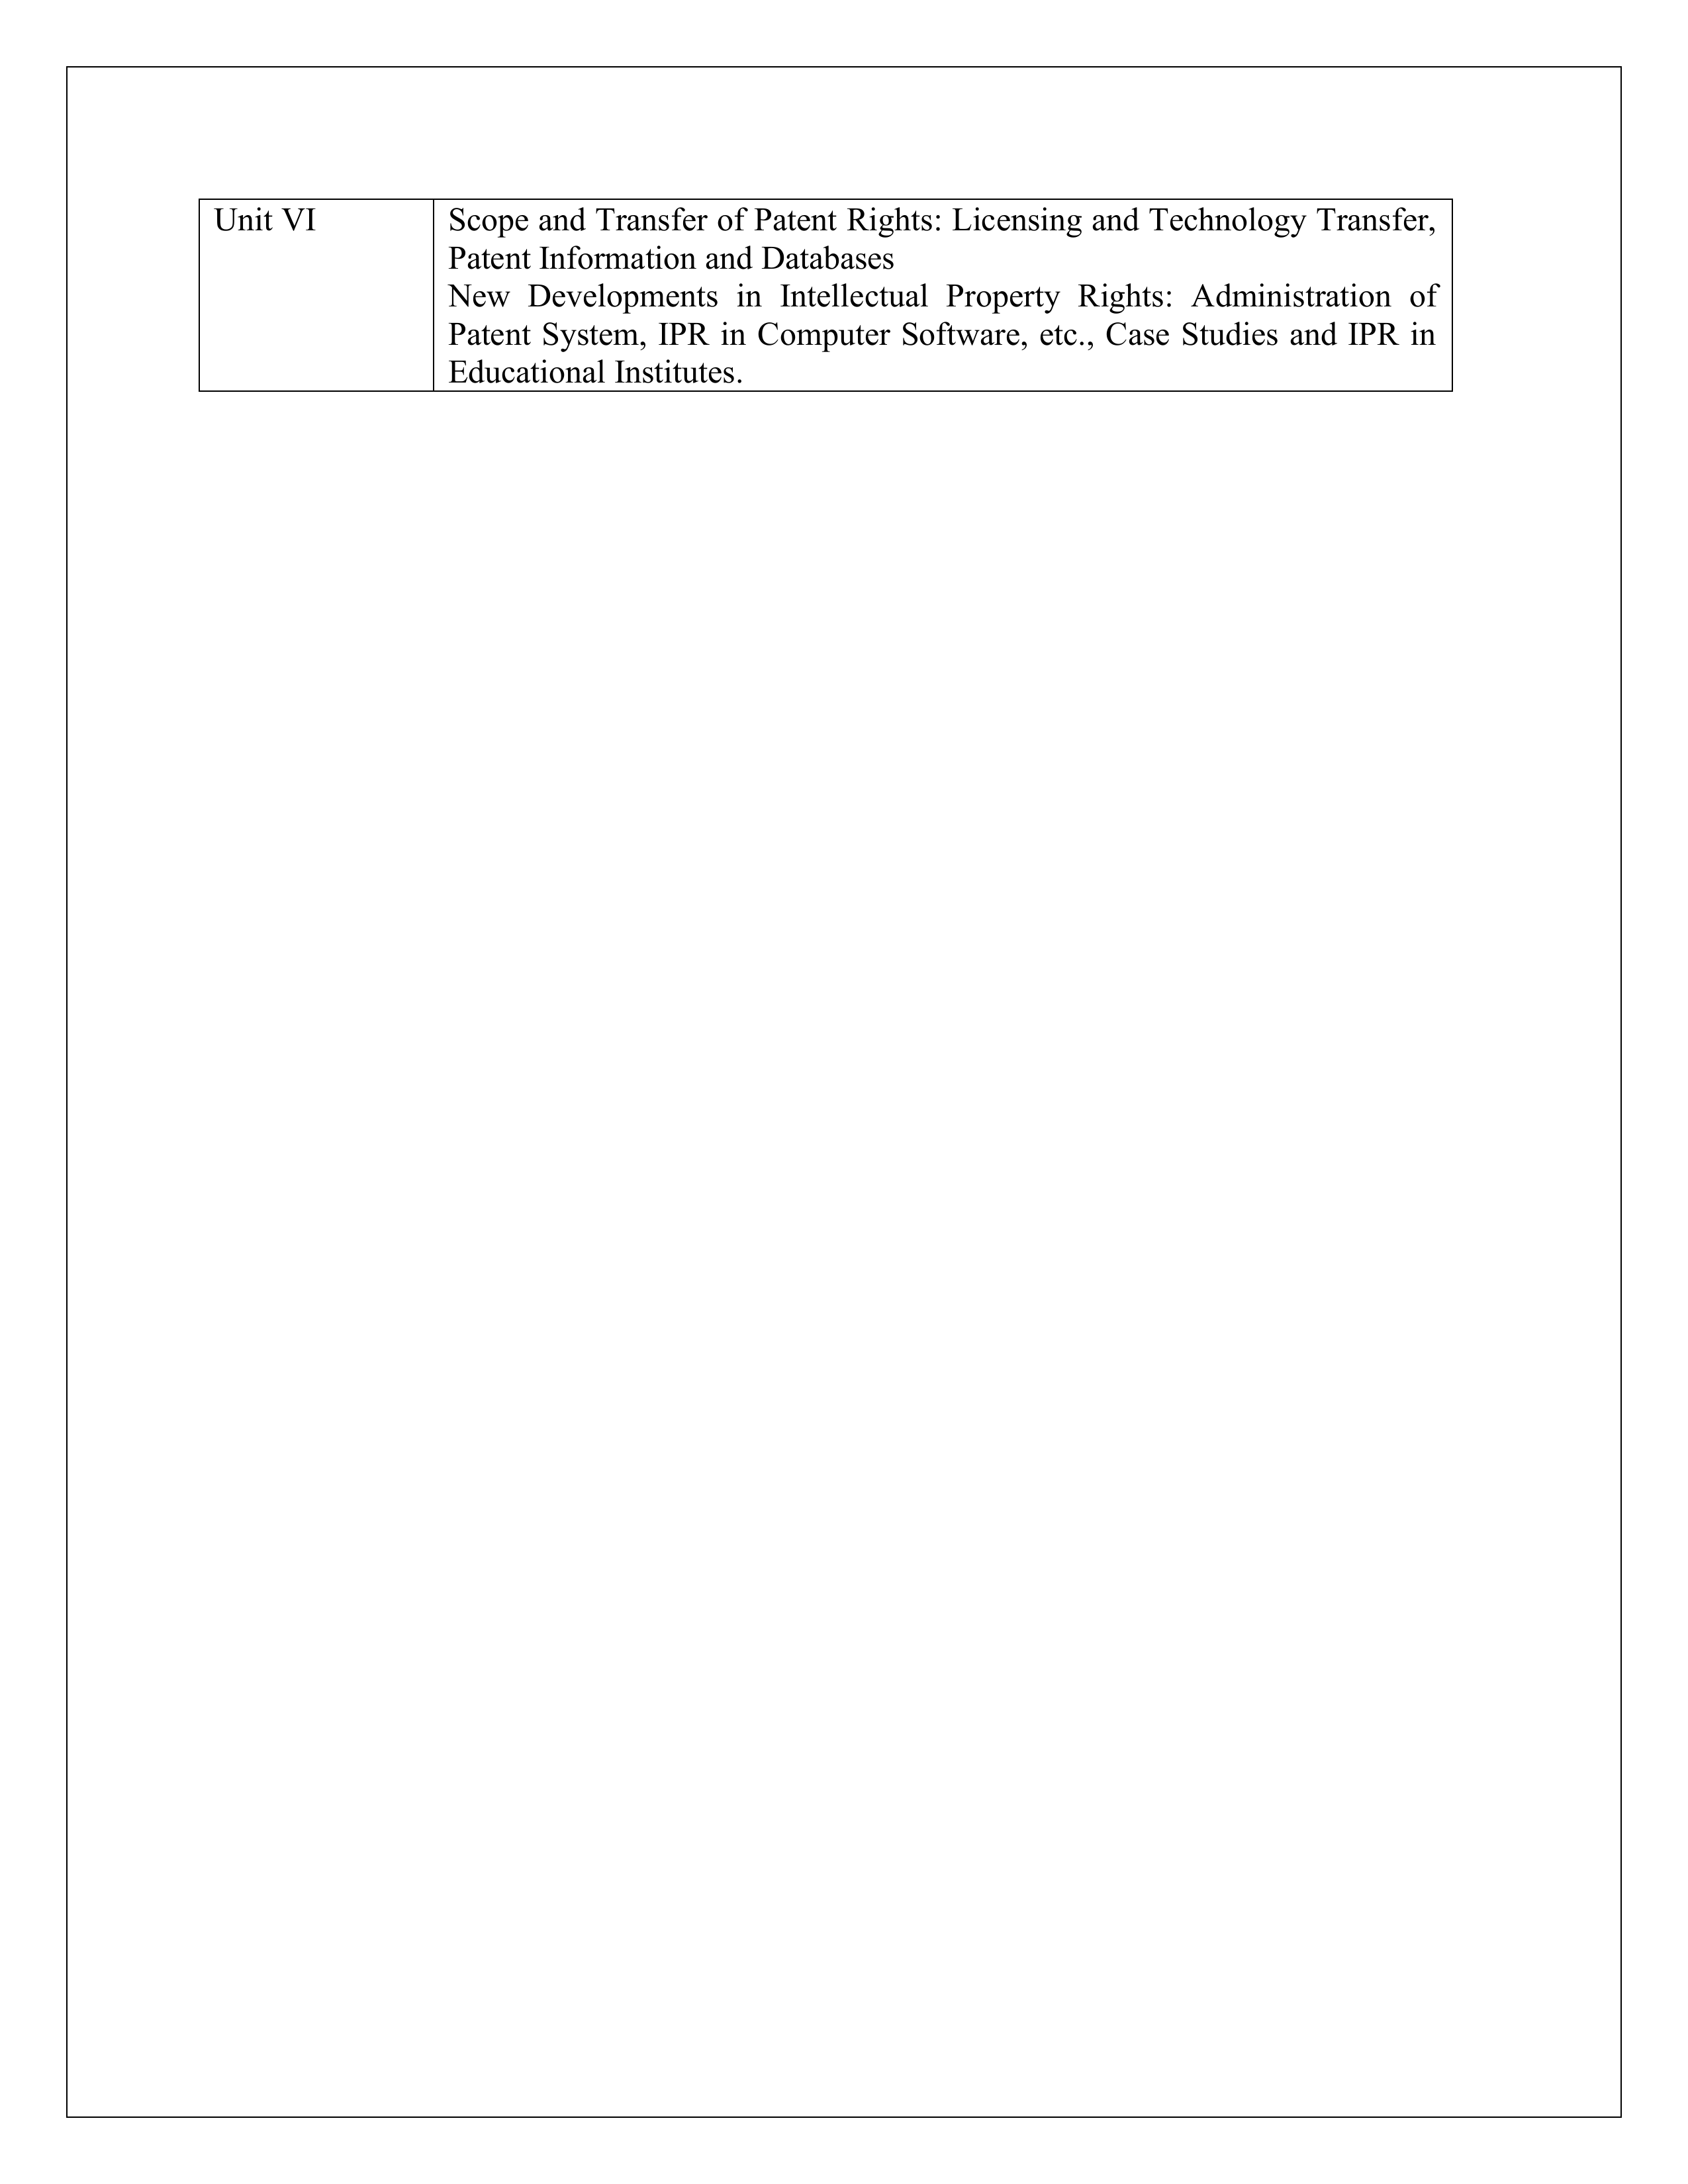 Unit VI
Scope and Transfer of Patent Rights: Licensing and Technology Transfer,
Patent Information and Databases
New Developments in Intellectual Property Rights: Administration of
Patent System, IPR in Computer Software, etc., Case Studies and IPR in
Educational Institutes.